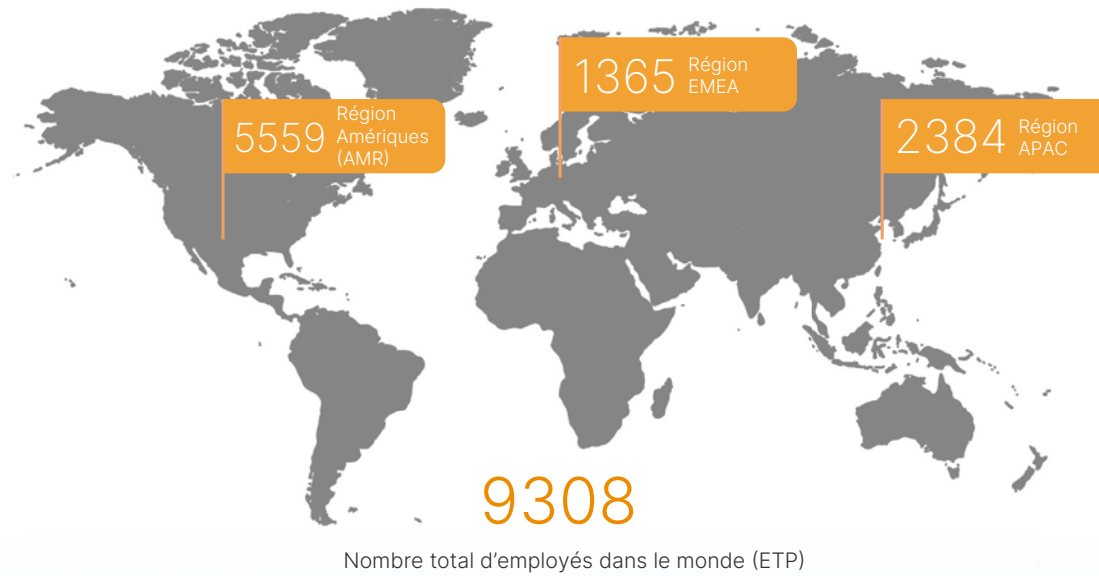 1365 Région
EMEA
5559 Région
Amériques
(AMR)
2384 Région
APAC
9308
Nombre total d’employés dans le monde (ETP)